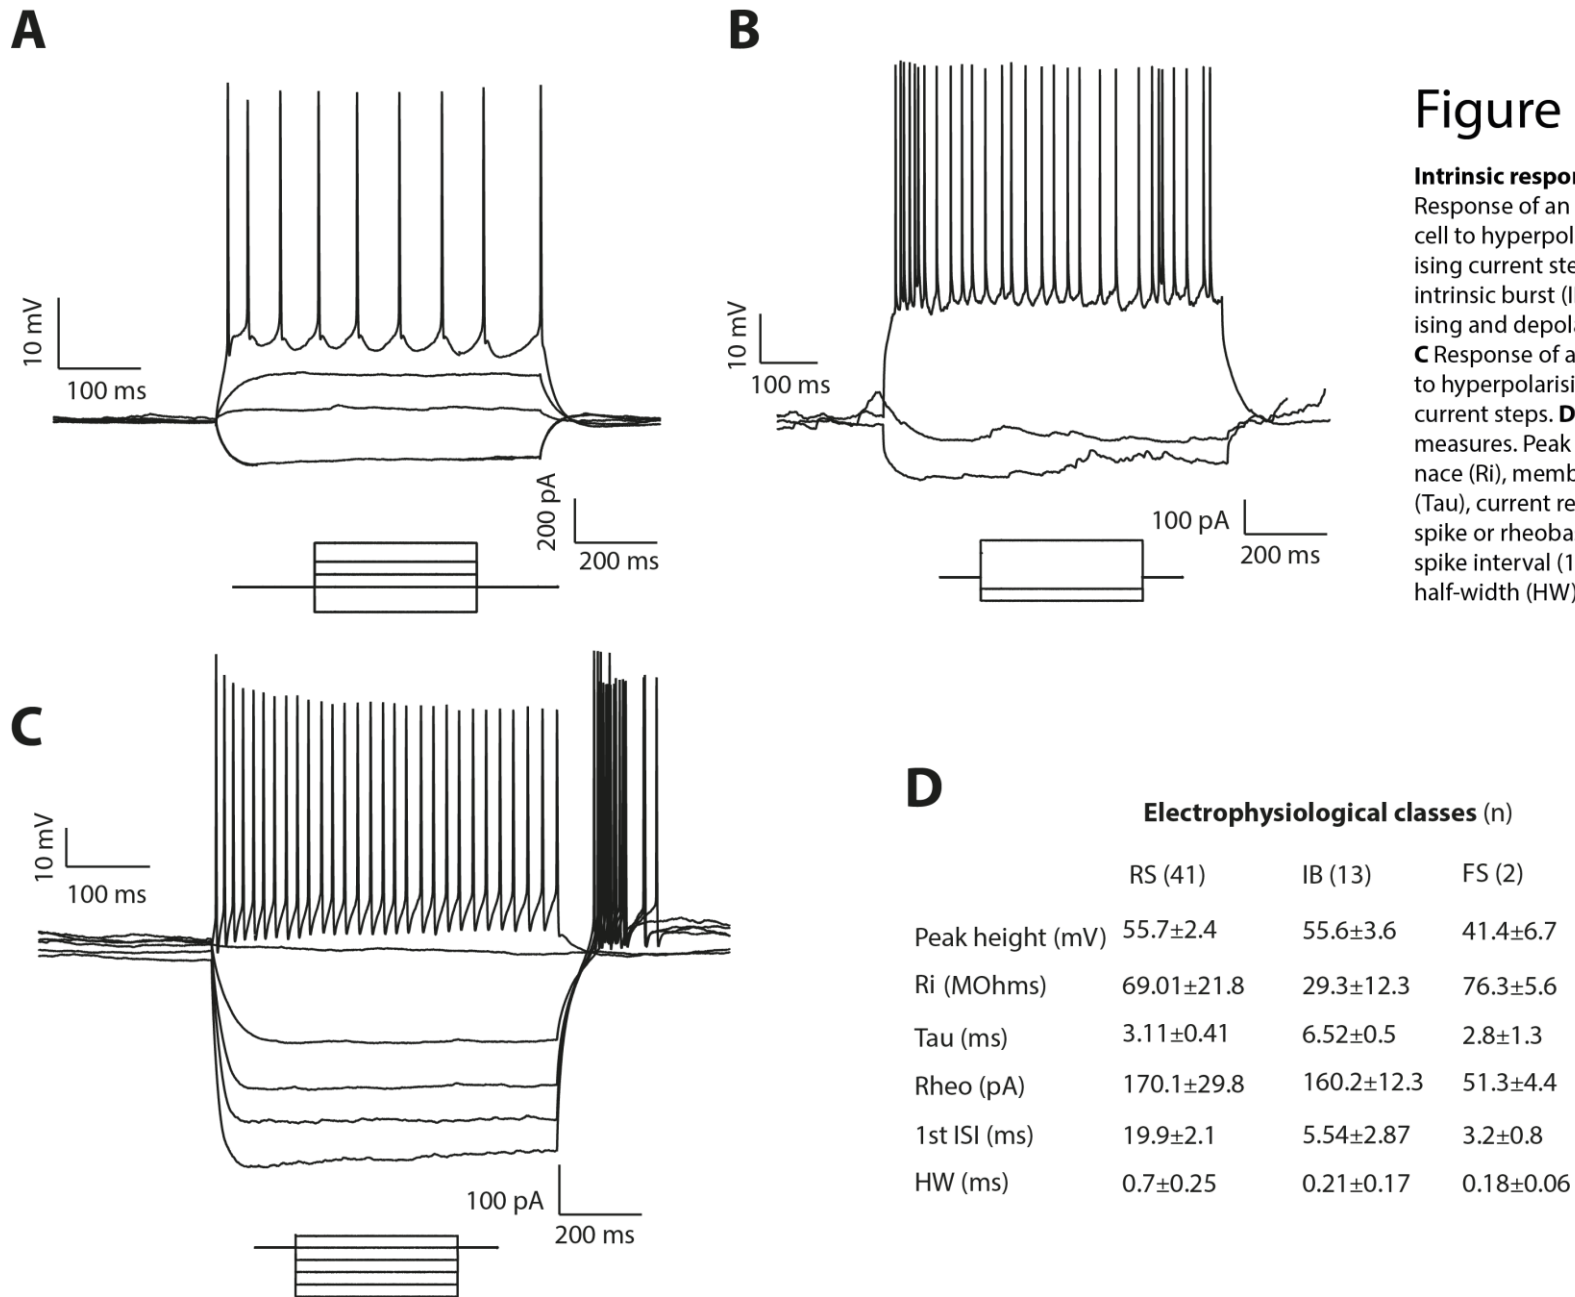 A
10 mV
100 ms
200 pA
200 ms
B
10 mV
100 ms
100 pA
200 ms
Figure
Intrinsic respor
Response of an
cell to hyperpol
ising current ste
intrinsic burst (I
ising and depola
C Response of a
to hyperpolarisi
current steps. D
measures. Peak
nace (Ri), memb
(Tau), current re
spike or rheoba
spike interval (1
half-width (HW)
C
10 mV
100 ms
100 pA
200 ms
D
Electrophysiological classes (n)
RS (41) IB (13) FS (2)
Peak height (mV) 55.7±2.4 55.6±3.6 41.4±6.7
Ri (MOhms) 69.01±21.8 29.3±12.3 76.3±5.6
Tau (ms) 3.11±0.41 6.52±0.5 2.8±1.3
Rheo (pA) 170.1±29.8 160.2±12.3 51.3±4.4
1st ISI (ms) 19.9±2.1 5.54±2.87 3.2±0.8
HW (ms) 0.7±0.25 0.21±0.17 0.18±0.06